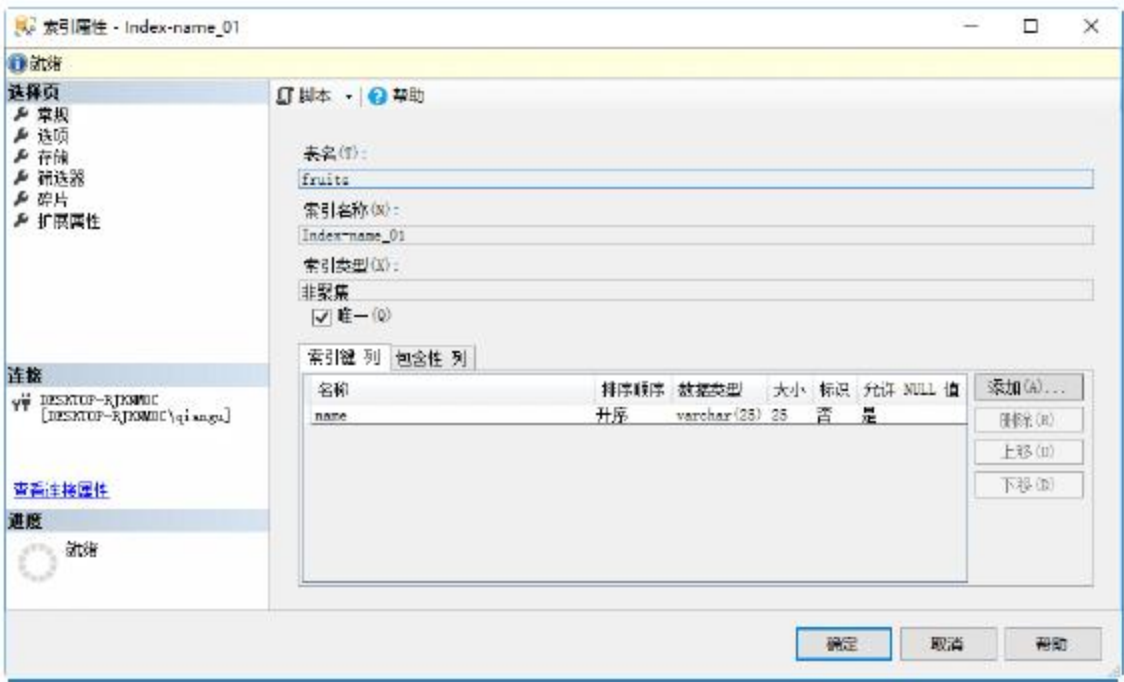 索引属性 - Index-name_01
就绪
选择页
常规
选项
存储
筛选器
碎片
扩展属性
脚本
帮助
表名(T):
fruits
索引名称(N):
Index-name_01
索引类型(X):
非聚集
唯一(Q)
索引键 列
包含性 列
名称 排序顺序 数据类型 大小 标识 允许 NULL 值
name 升序 varchar(25) 25 否 是
添加(A)...
删除(R)
上移(U)
下移(D)
连接
DESKTOP-RJKNMOC
[DESKTOP-RJKNMOC\qiangu]
查看连接属性
进度
就绪
确定
取消
帮助